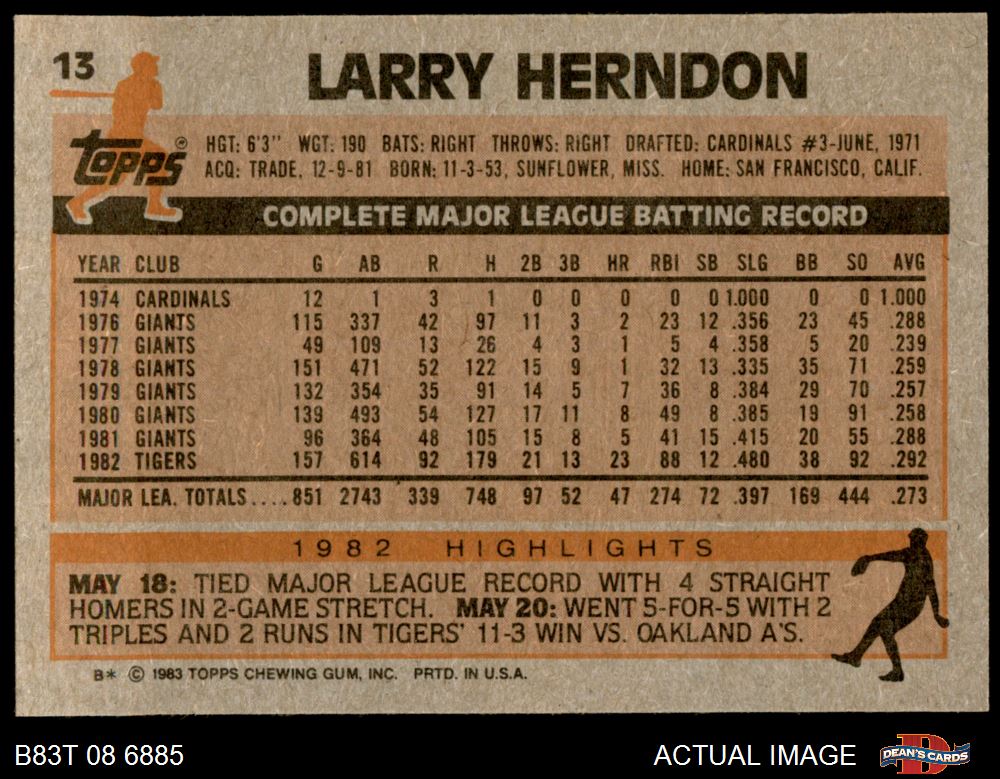 13
LARRY HERNDON
Topps®
HGT: 6'3" WGT: 190 BATS: RIGHT THROWS: RIGHT DRAFTED: CARDINALS #3-JUNE, 1971
ACQ: TRADE, 12-9-81 BORN: 11-3-53, SUNFLOWER, MISS. HOME: SAN FRANCISCO, CALIF.
COMPLETE MAJOR LEAGUE BATTING RECORD
YEAR CLUB G AB R H 2B 3B HR RBI SB SLG BB SO AVG
1974 CARDINALS 12 1 3 1 0 0 0 0 0 1.000 0 0 1.000
1976 GIANTS 115 337 42 97 11 3 2 23 12 .356 23 45 .288
1977 GIANTS 49 109 13 26 4 3 1 5 4 .358 5 20 .239
1978 GIANTS 151 471 52 122 15 9 1 32 13 .335 35 71 .259
1979 GIANTS 132 354 35 91 14 5 7 36 8 .384 29 70 .257
1980 GIANTS 139 493 54 127 17 11 8 49 8 .385 19 91 .258
1981 GIANTS 96 364 48 105 15 8 5 41 15 .415 20 55 .288
1982 TIGERS 157 614 92 179 21 13 23 88 12 .480 38 92 .292
MAJOR LEA. TOTALS....851 2743 339 748 97 52 47 274 72 .397 169 444 .273
1982 HIGHLIGHTS
MAY 18: TIED MAJOR LEAGUE RECORD WITH 4 STRAIGHT
HOMERS IN 2-GAME STRETCH. MAY 20: WENT 5-FOR-5 WITH 2
TRIPLES AND 2 RUNS IN TIGERS' 11-3 WIN VS. OAKLAND A'S.
B* © 1983 TOPPS CHEWING GUM, INC. PRTD. IN U.S.A.
B83T 08 6885
ACTUAL IMAGE
D
DEAN'S CARDS